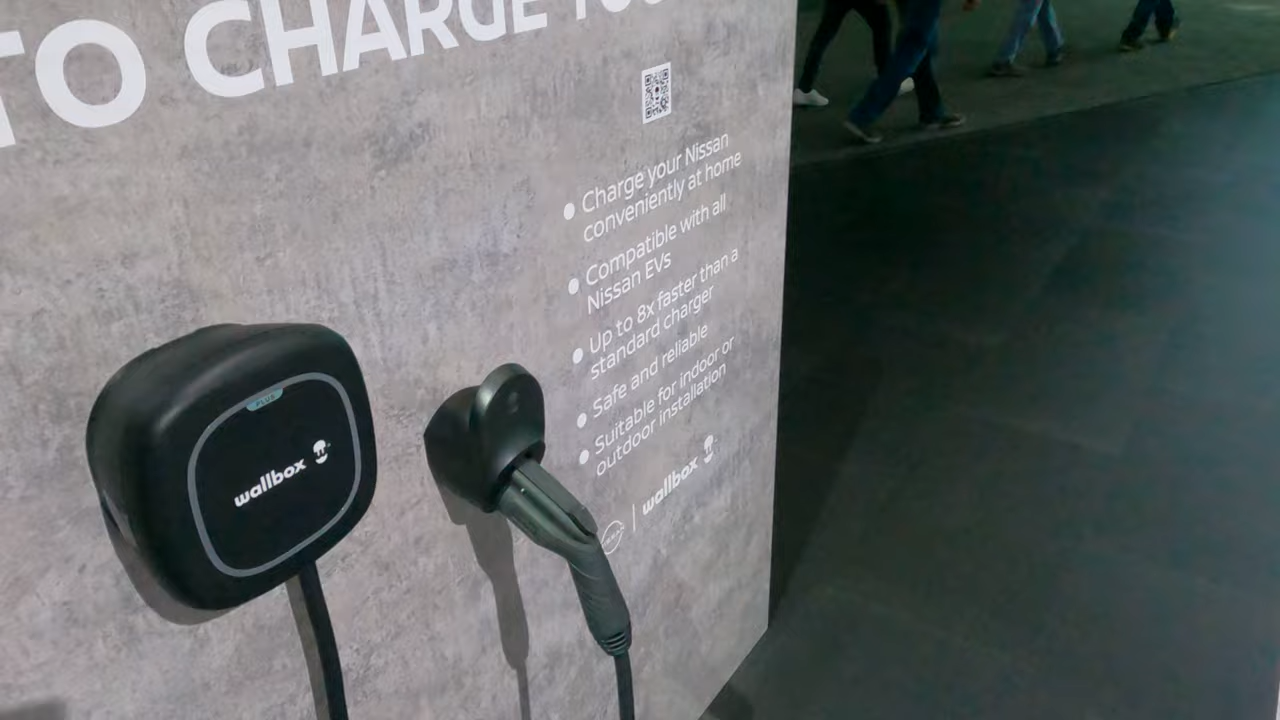 TO CHARGE YOU
Charge your Nissan
conveniently at home
Compatible with all
Nissan EVs
Up to 8x faster than a
standard charger
Safe and reliable
Suitable for indoor or
outdoor installation
wallbox
PLUS
wallbox